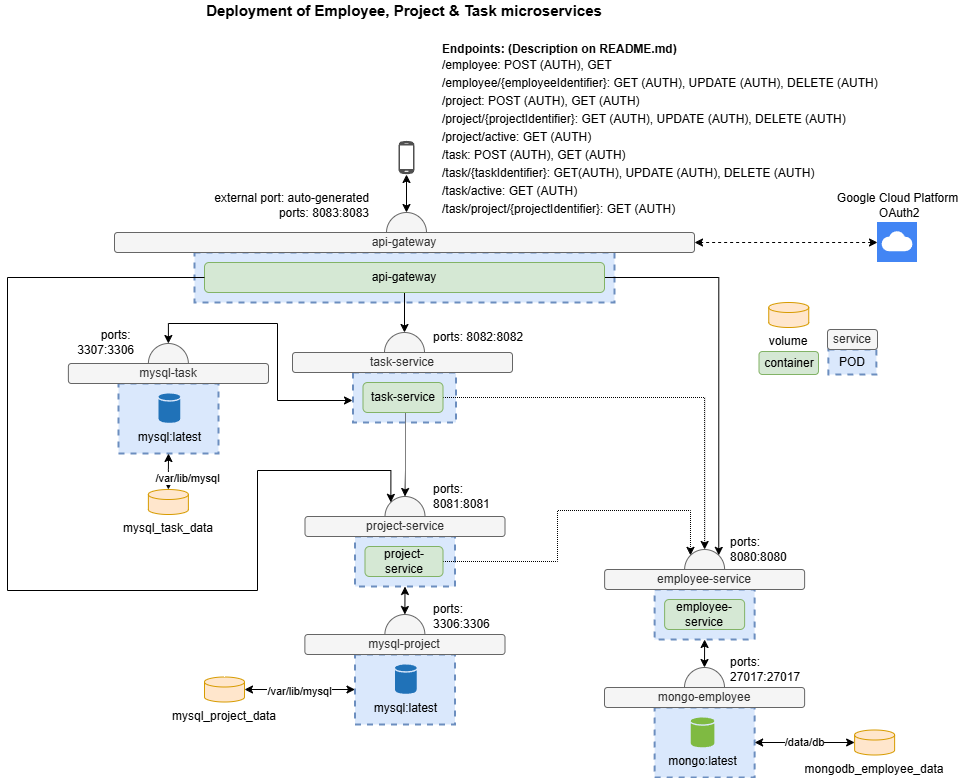 Deployment of Employee, Project & Task microservices
Endpoints: (Description on README.md)
/employee: POST (AUTH), GET
/employee/{employeeIdentifier}: GET (AUTH), UPDATE (AUTH), DELETE (AUTH)
/project: POST (AUTH), GET (AUTH)
/project/{projectIdentifier}: GET (AUTH), UPDATE (AUTH), DELETE (AUTH)
/project/active: GET (AUTH)
/task: POST (AUTH), GET (AUTH)
/task/{taskIdentifier}: GET(AUTH), UPDATE (AUTH), DELETE (AUTH)
/task/active: GET (AUTH)
/task/project/{projectIdentifier}: GET (AUTH)
external port: auto-generated
ports: 8083:8083
Google Cloud Platform
OAuth2
api-gateway
api-gateway
ports:
3307:3306
ports: 8082:8082
volume
service
container
POD
mysql-task
task-service
task-service
mysql:latest
/var/lib/mysql
mysql_task_data
ports:
8081:8081
project-service
project-
service
ports:
8080:8080
employee-service
employee-
service
ports:
3306:3306
mysql-project
mysql:latest
/var/lib/mysql
mysql_project_data
ports:
27017:27017
mongo-employee
mongo:latest
/data/db
mongodb_employee_data